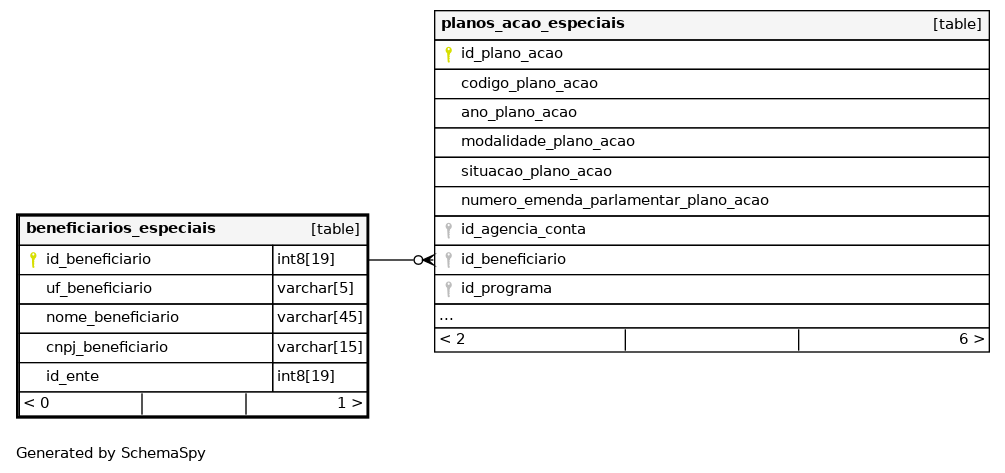 planos_acao_especiais [table]
id_plano_acao
codigo_plano_acao
ano_plano_acao
modalidade_plano_acao
situacao_plano_acao
numero_emenda_parlamentar_plano_acao
id_agencia_conta
id_beneficiario
id_programa
...
< 2 6 >
beneficiarios_especiais [table]
id_beneficiario int8[19]
uf_beneficiario varchar[5]
nome_beneficiario varchar[45]
cnpj_beneficiario varchar[15]
id_ente int8[19]
< 0 1 >
Generated by SchemaSpy